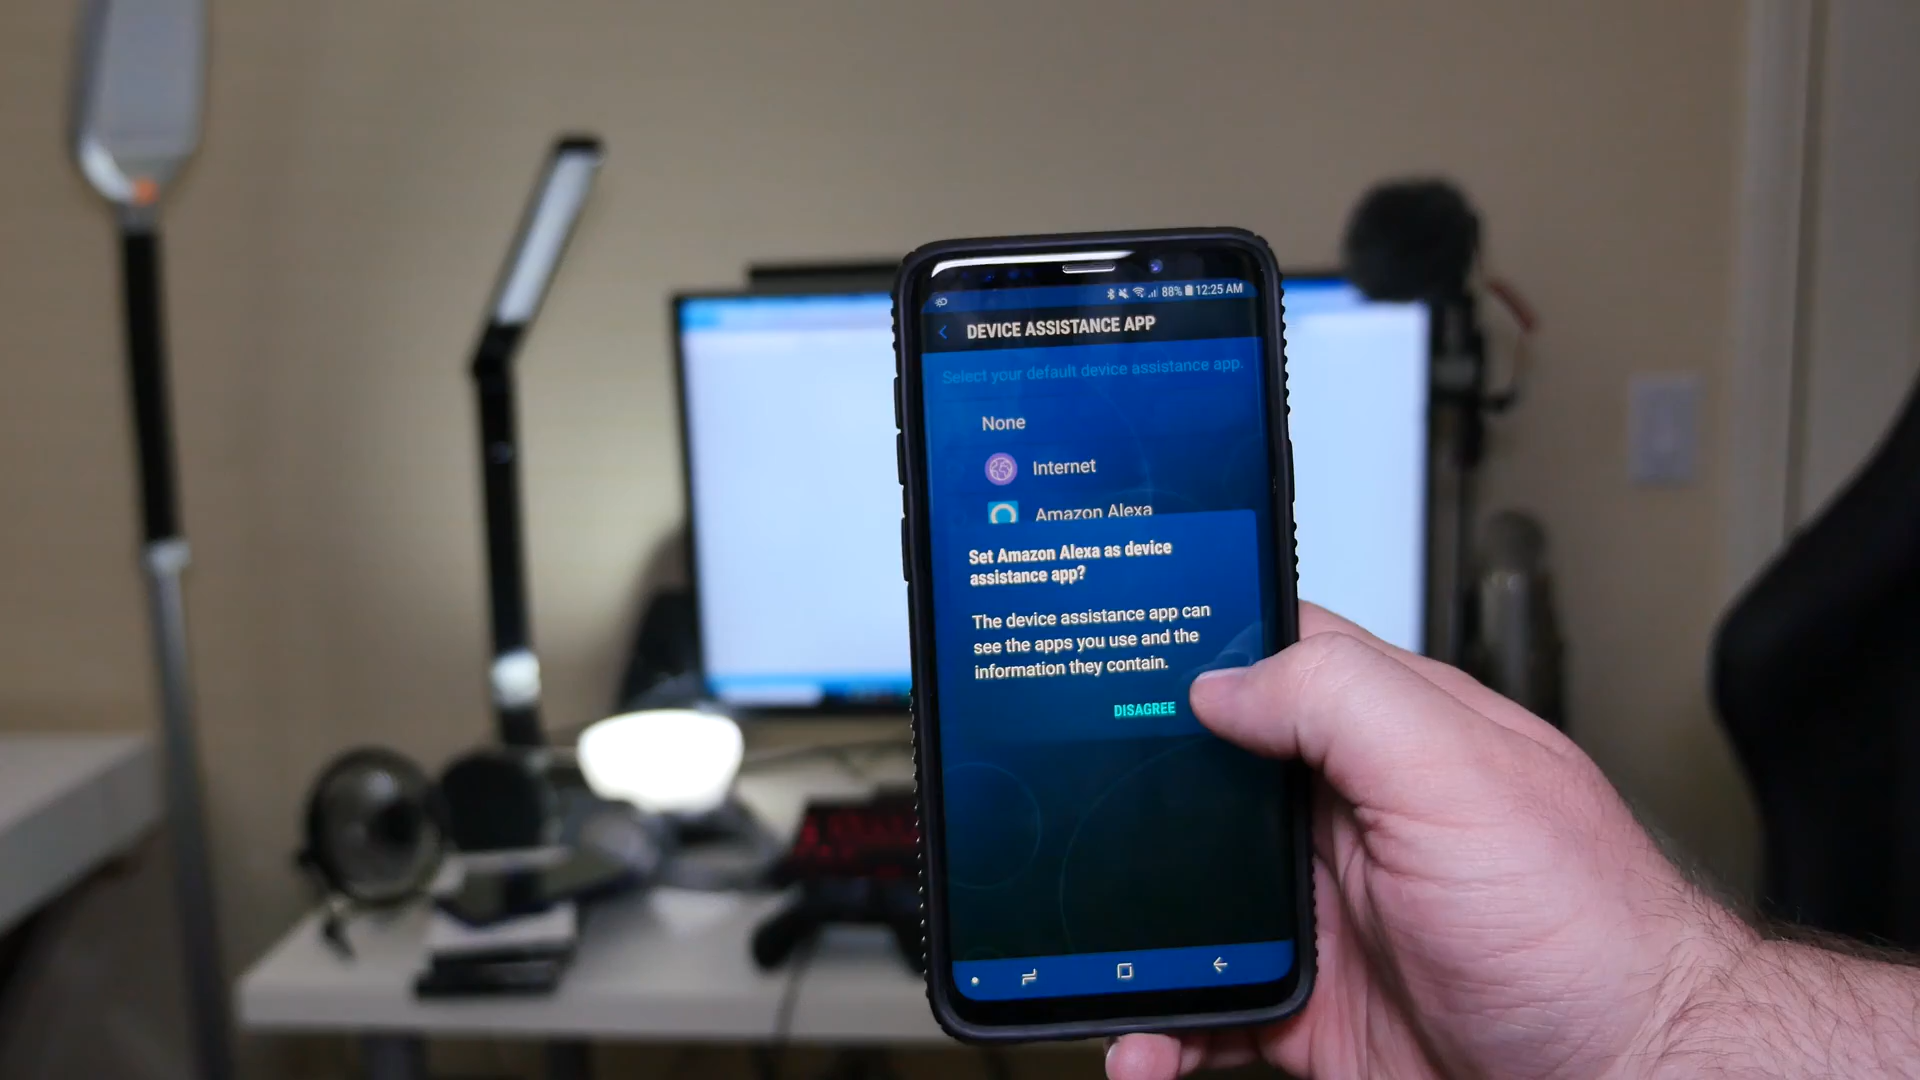 88% 12:25 AM
DEVICE ASSISTANCE APP
Select your default device assistance app.
None
Internet
Amazon Alexa
Set Amazon Alexa as device
assistance app?
The device assistance app can
see the apps you use and the
information they contain.
DISAGREE